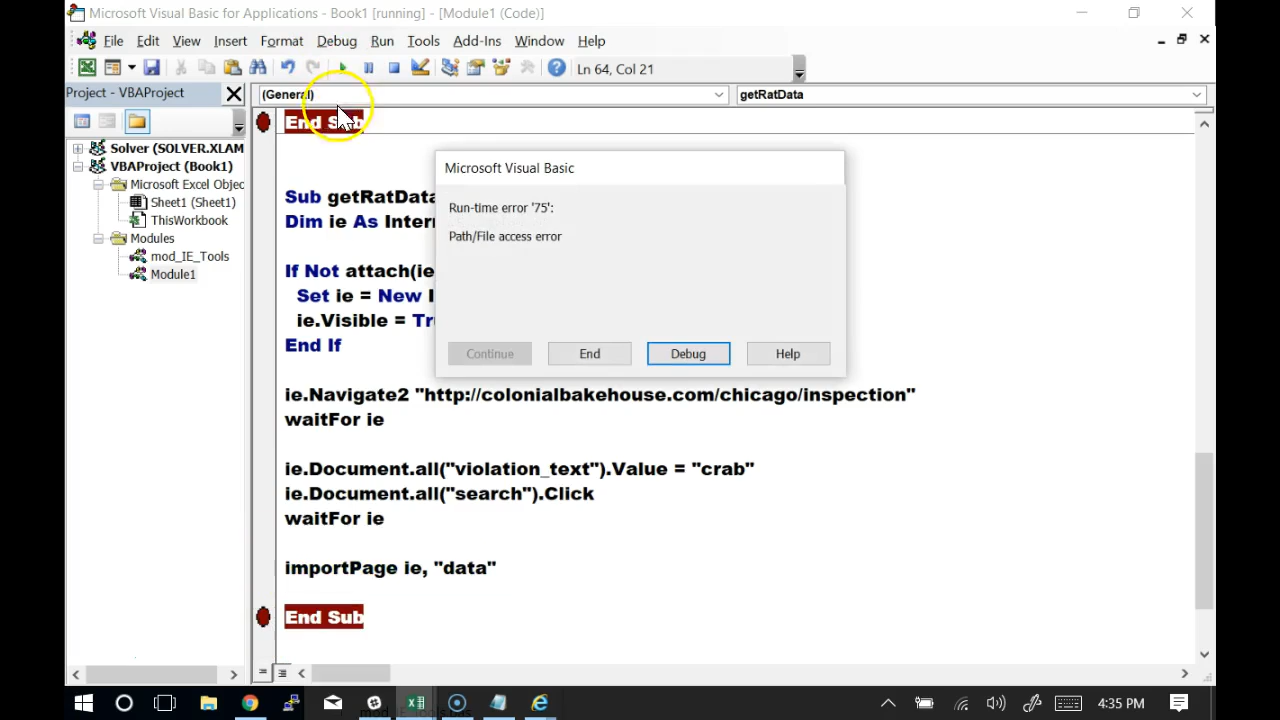 Microsoft Visual Basic for Applications - Book1 [running] - [Module1 (Code)]
File Edit View Insert Format Debug Run Tools Add-Ins Window Help
Ln 64, Col 21
Project - VBAProject
(General)
getRatData
End Sub
Solver (SOLVER.XLAM
VBAProject (Book1)
Microsoft Excel Objec
Sheet1 (Sheet1)
ThisWorkbook
Modules
mod_IE_Tools
Module1
Sub getRatData
Dim ie As Intern
If Not attach(ie
Set ie = New I
ie.Visible = Tru
End If
Microsoft Visual Basic
Run-time error '75':
Path/File access error
Continue End Debug Help
ie.Navigate2 "http://colonialbakehouse.com/chicago/inspection"
waitFor ie
ie.Document.all("violation_text").Value = "crab"
ie.Document.all("search").Click
waitFor ie
importPage ie, "data"
End Sub
4:35 PM